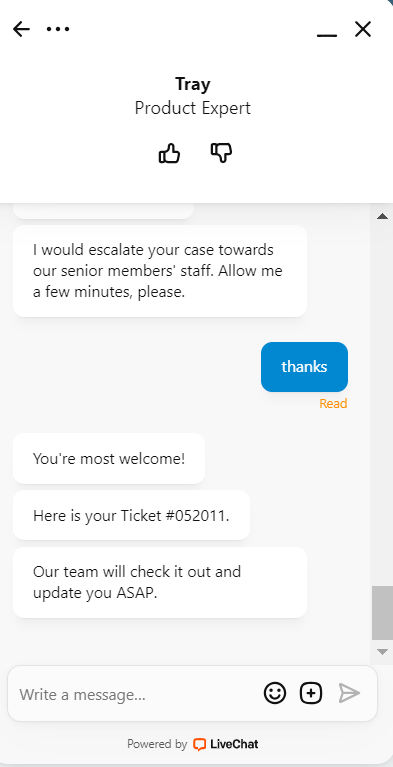 Tray
Product Expert
I would escalate your case towards
our senior members' staff. Allow me
a few minutes, please.
thanks
Read
You're most welcome!
Here is your Ticket #052011.
Our team will check it out and
update you ASAP.
Write a message...
Powered by LiveChat